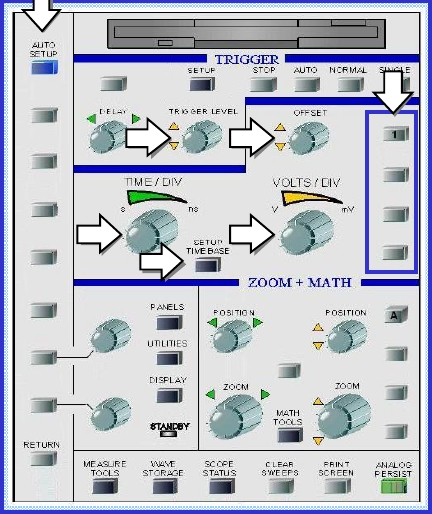 AUTO
SETUP
TRIGGER
SETUP
STOP
AUTO
NORMAL
SINGLE
DELAY
TRIGGER LEVEL
OFFSET
1
TIME / DIV
VOLTS / DIV
s
ns
V
mV
SETUP
TIMEBASE
ZOOM + MATH
PANELS
POSITION
POSITION
A
UTILITIES
DISPLAY
ZOOM
ZOOM
MATH
TOOLS
STANDBY
RETURN
MEASURE
TOOLS
WAVE
STORAGE
SCOPE
STATUS
CLEAR
SWEEPS
PRINT
SCREEN
ANALOG
PERSIST